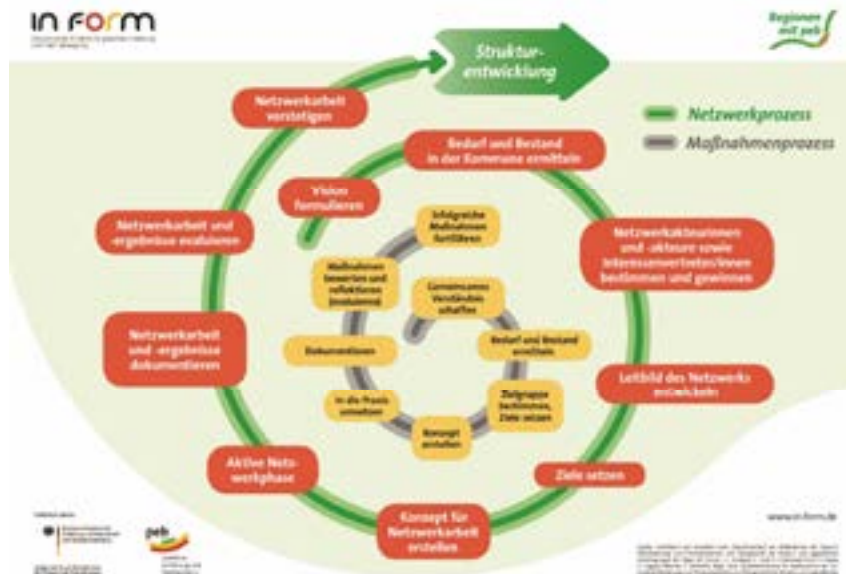 IN FORM
Regionen
mit peb
Struktur-
entwicklung
Netzwerkprozess
Maßnahmenprozess
Vision
formulieren
Bedarf und Bestand
in der Kommune ermitteln
Netzwerkakteurinnen
und -akteure sowie
Interessenvertreter/innen
bestimmen und gewinnen
Leitbild des Netzwerks
entwickeln
Ziele setzen
Konzept für
Netzwerkarbeit
erstellen
Aktive Netz-
werkphase
Netzwerkarbeit
und -ergebnisse
dokumentieren
Netzwerkarbeit und
-ergebnisse evaluieren
Netzwerkarbeit
verstetigen
Gemeinsames
Verständnis
schaffen
Bedarf und Bestand
ermitteln
Zielgruppe
bestimmen,
Ziele setzen
Konzept
erstellen
In die Praxis
umsetzen
Dokumentieren
Maßnahmen
bewerten und
reflektieren
(evaluieren)
Erfolgreiche
Maßnahmen
fortführen
peb
www.in-form.de